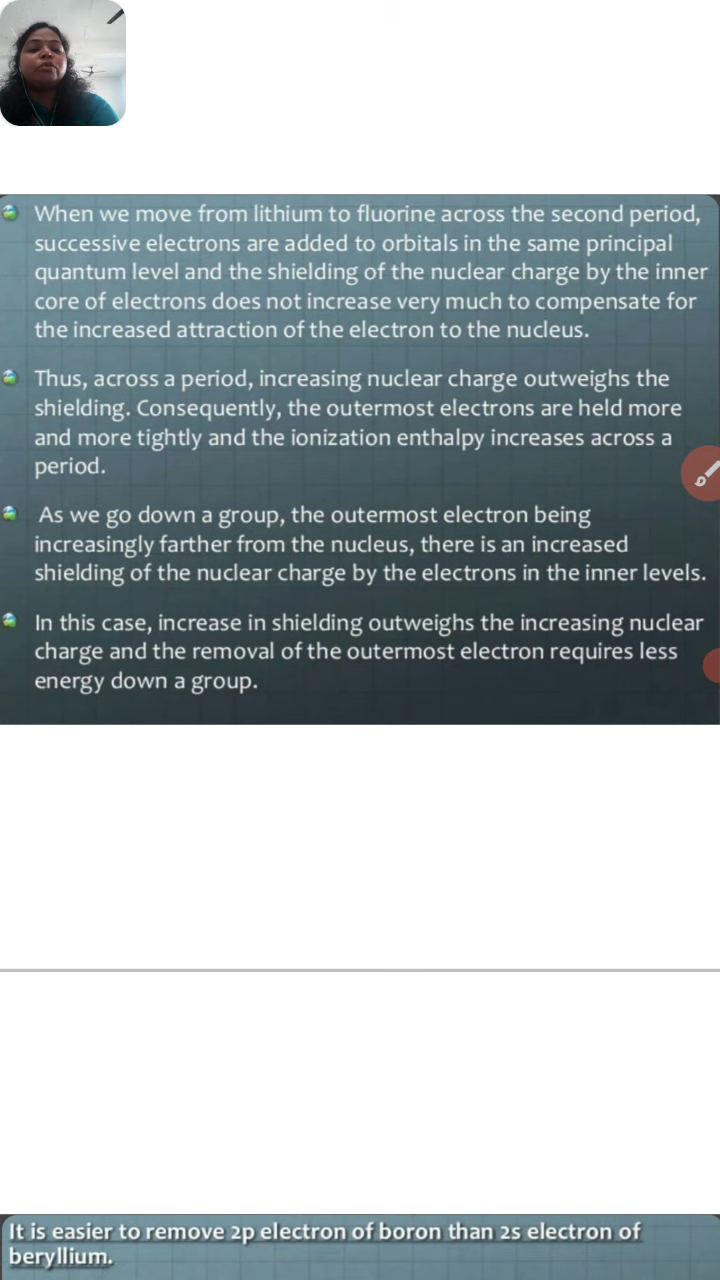 When we move from lithium to fluorine across the second period,
successive electrons are added to orbitals in the same principal
quantum level and the shielding of the nuclear charge by the inner
core of electrons does not increase very much to compensate for
the increased attraction of the electron to the nucleus.
Thus, across a period, increasing nuclear charge outweighs the
shielding. Consequently, the outermost electrons are held more
and more tightly and the ionization enthalpy increases across a
period.
As we go down a group, the outermost electron being
increasingly farther from the nucleus, there is an increased
shielding of the nuclear charge by the electrons in the inner levels.
In this case, increase in shielding outweighs the increasing nuclear
charge and the removal of the outermost electron requires less
energy down a group.
It is easier to remove 2p electron of boron than 2s electron of
beryllium.